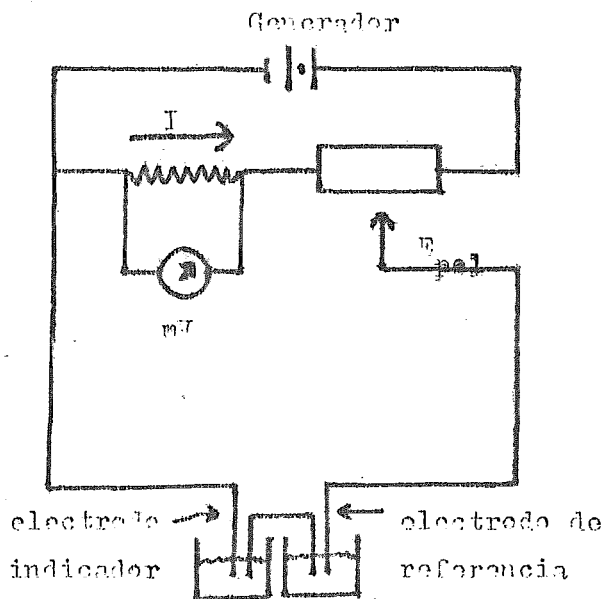 Generador
I
pol
mV
electrodo
electrodo de
indicador
referencia